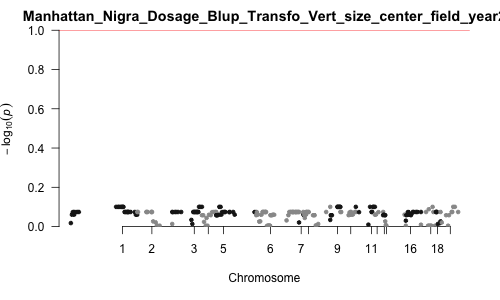 Manhattan_Nigra_Dosage_Blup_Transfo_Vert_size_center_field_year2
− log₁₀(p)
1.0
0.8
0.6
0.4
0.2
0.0
1 2 3 5 6 7 9 11 16 18
Chromosome